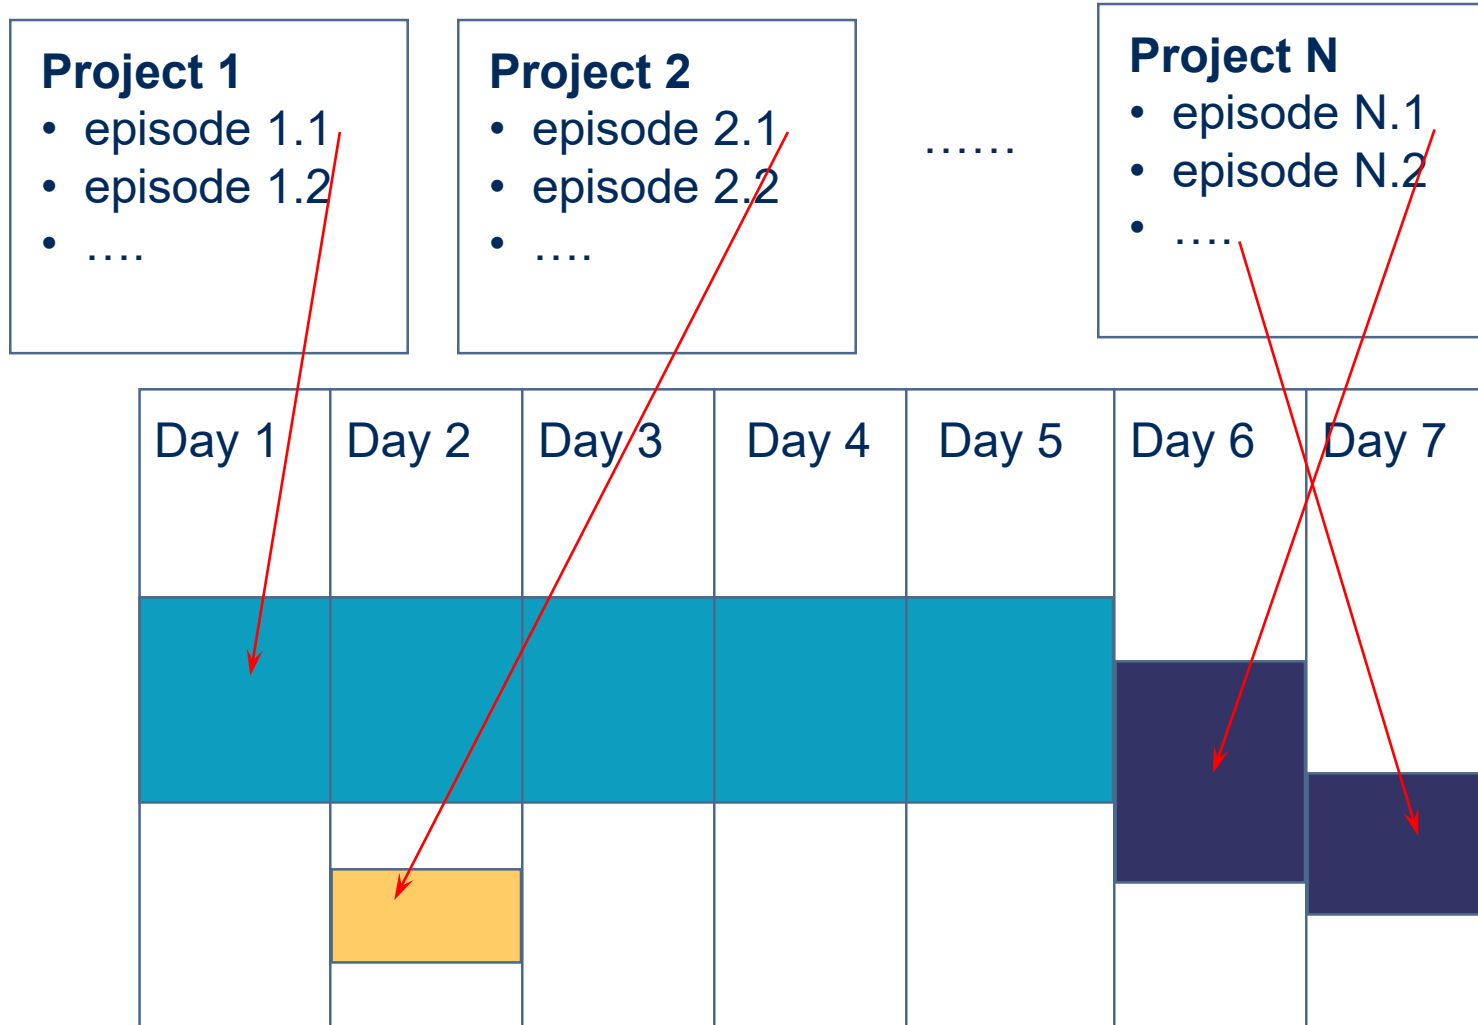 Project 1
• episode 1.1
• episode 1.2
• ….
Project 2
• episode 2.1
• episode 2.2
• ….
……
Project N
• episode N.1
• episode N.2
• ….
Day 1
Day 2
Day 3
Day 4
Day 5
Day 6
Day 7